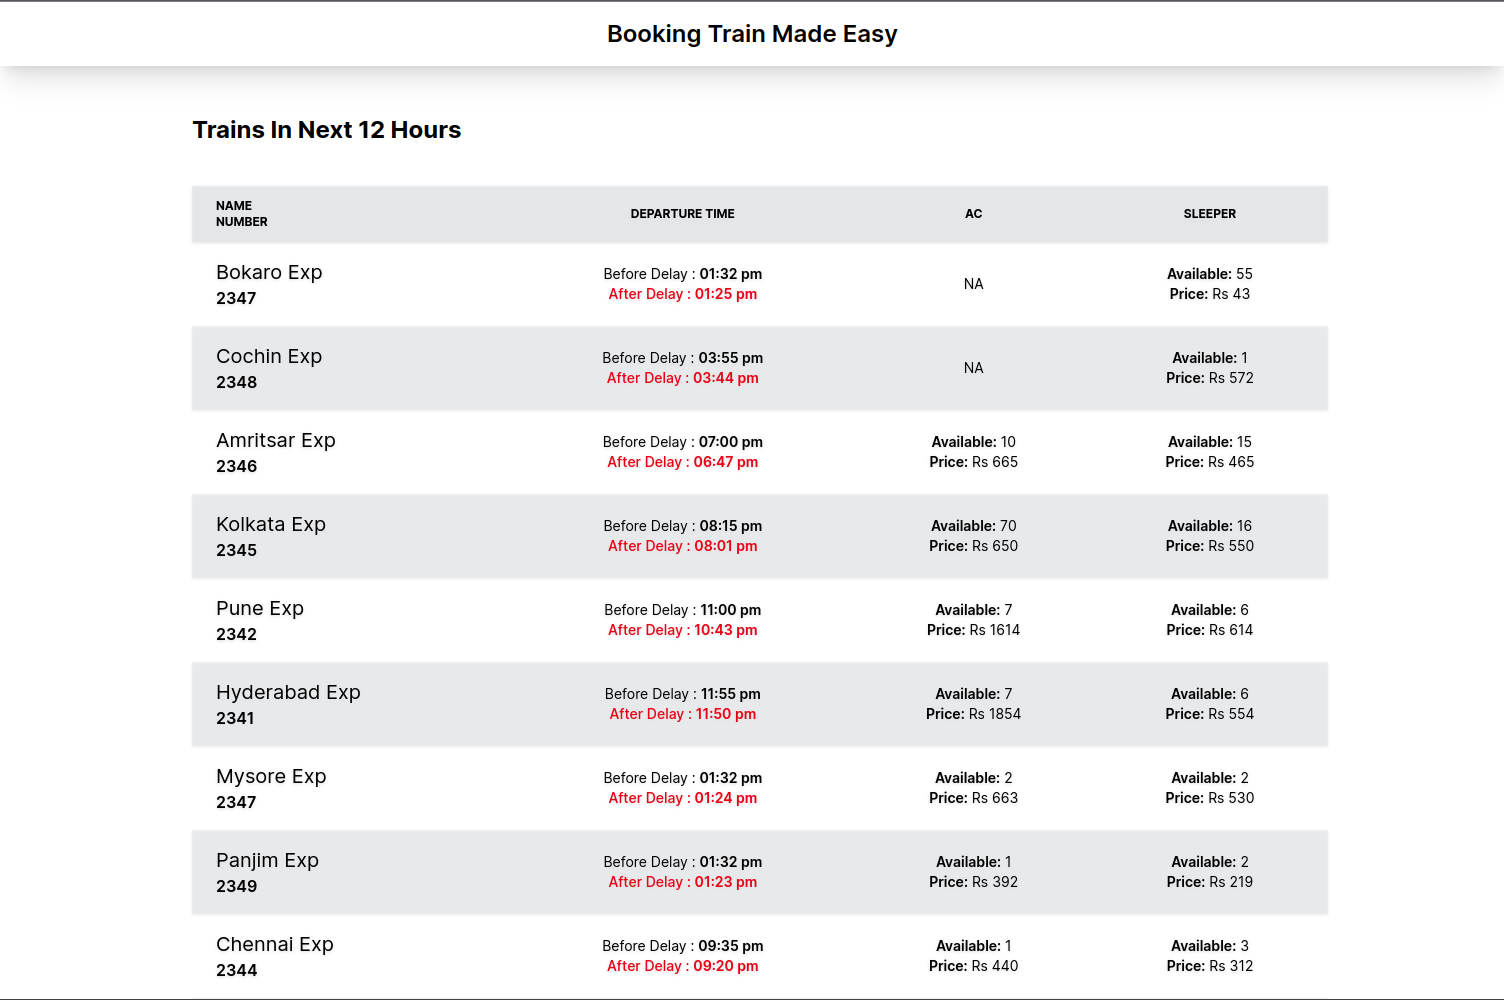 Booking Train Made Easy
Trains In Next 12 Hours
NAME
NUMBER
DEPARTURE TIME
AC
SLEEPER
Bokaro Exp
2347
Before Delay : 01:32 pm
After Delay : 01:25 pm
NA
Available: 55
Price: Rs 43
Cochin Exp
2348
Before Delay : 03:55 pm
After Delay : 03:44 pm
NA
Available: 1
Price: Rs 572
Amritsar Exp
2346
Before Delay : 07:00 pm
After Delay : 06:47 pm
Available: 10
Price: Rs 665
Available: 15
Price: Rs 465
Kolkata Exp
2345
Before Delay : 08:15 pm
After Delay : 08:01 pm
Available: 70
Price: Rs 650
Available: 16
Price: Rs 550
Pune Exp
2342
Before Delay : 11:00 pm
After Delay : 10:43 pm
Available: 7
Price: Rs 1614
Available: 6
Price: Rs 614
Hyderabad Exp
2341
Before Delay : 11:55 pm
After Delay : 11:50 pm
Available: 7
Price: Rs 1854
Available: 6
Price: Rs 554
Mysore Exp
2347
Before Delay : 01:32 pm
After Delay : 01:24 pm
Available: 2
Price: Rs 663
Available: 2
Price: Rs 530
Panjim Exp
2349
Before Delay : 01:32 pm
After Delay : 01:23 pm
Available: 1
Price: Rs 392
Available: 2
Price: Rs 219
Chennai Exp
2344
Before Delay : 09:35 pm
After Delay : 09:20 pm
Available: 1
Price: Rs 440
Available: 3
Price: Rs 312